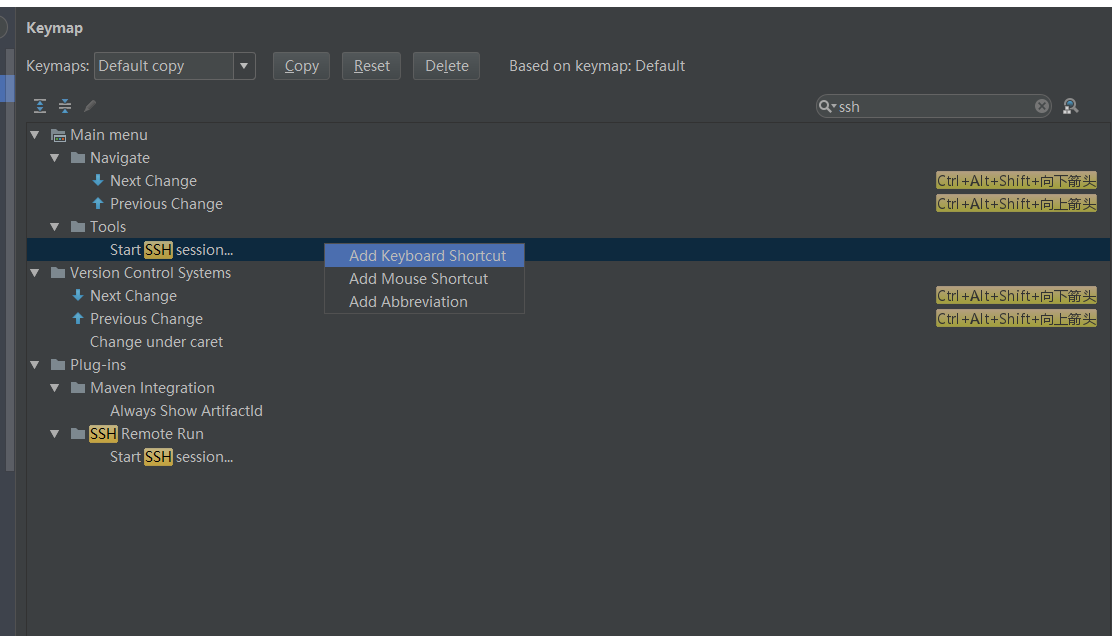 Keymap
Keymaps: Default copy Copy Reset Delete Based on keymap: Default
ssh
Main menu
Navigate
Next Change Ctrl+Alt+Shift+向下箭头
Previous Change Ctrl+Alt+Shift+向上箭头
Tools
Start SSH session...
Add Keyboard Shortcut
Version Control Systems
Add Mouse Shortcut
Next Change Ctrl+Alt+Shift+向下箭头
Add Abbreviation
Previous Change Ctrl+Alt+Shift+向上箭头
Change under caret
Plug-ins
Maven Integration
Always Show ArtifactId
SSH Remote Run
Start SSH session...